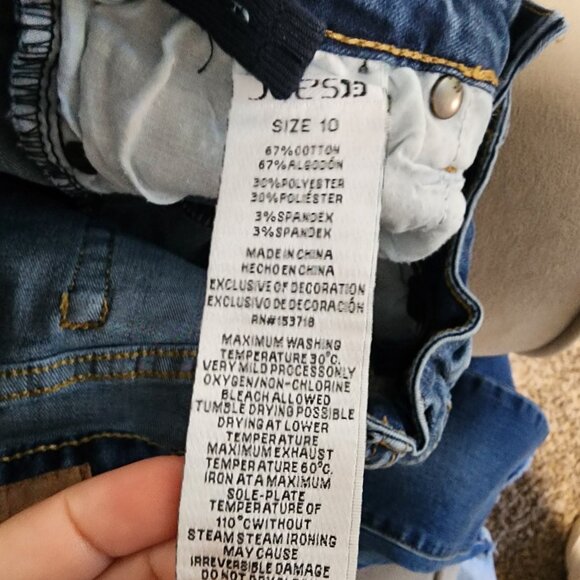 SIZE 10
67%COTTON
67%ALGODÓN
30%POLYESTER
30%POLIÉSTER
3%SPANDEX
3%SPANDEX
MADE IN CHINA
HECHO EN CHINA
EXCLUSIVE OF DECORATION
EXCLUSIVO DE DECORACIÓN
RN#153718
MAXIMUM WASHING
TEMPERATURE 30°C.
VERY MILD PROCESS ONLY
OXYGEN/NON-CHLORINE
BLEACH ALLOWED
TUMBLE DRYING POSSIBLE
DRYING AT LOWER
TEMPERATURE
MAXIMUM EXHAUST
TEMPERATURE 60°C.
IRON AT A MAXIMUM
SOLE-PLATE
TEMPERATURE OF
110°C WITHOUT
STEAM STEAM IRONING
MAY CAUSE
IRREVERSIBLE DAMAGE
DO NOT